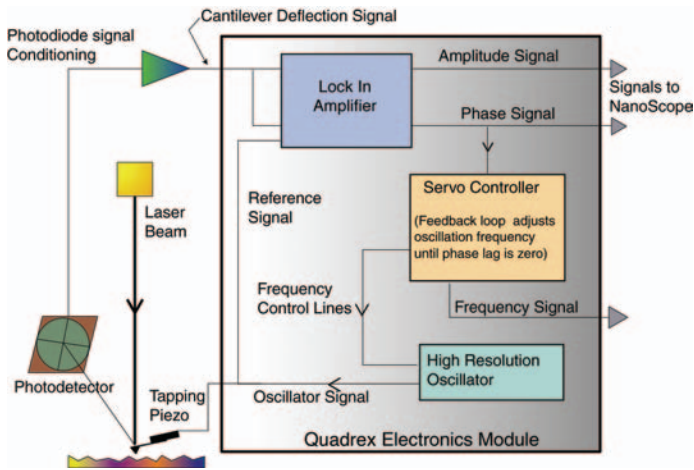 Cantilever Deflection Signal
Photodiode signal
Conditioning
Amplitude Signal
Lock In
Amplifier
Signals to
NanoScope
Phase Signal
Laser
Beam
Reference
Signal
Servo Controller
(Feedback loop adjusts
oscillation frequency
until phase lag is zero)
Frequency
Control Lines
Frequency Signal
High Resolution
Oscillator
Photodetector
Tapping
Piezo
Oscillator Signal
Quadrex Electronics Module